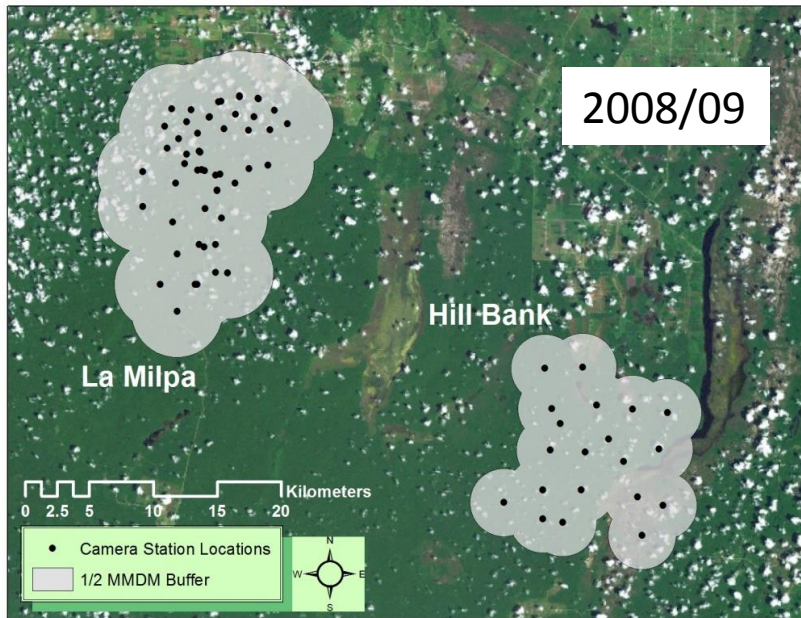 2008/09
Hill Bank
La Milpa
Kilometers
0 2.5 5 10 15 20
Camera Station Locations
1/2 MMDM Buffer
N
W E
S